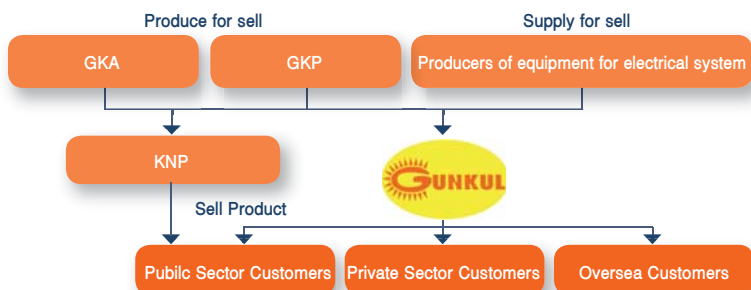 Produce for sell
Supply for sell
GKA
GKP
Producers of equipment for electrical system
KNP
GUNKUL
Sell Product
Pubilc Sector Customers
Private Sector Customers
Oversea Customers